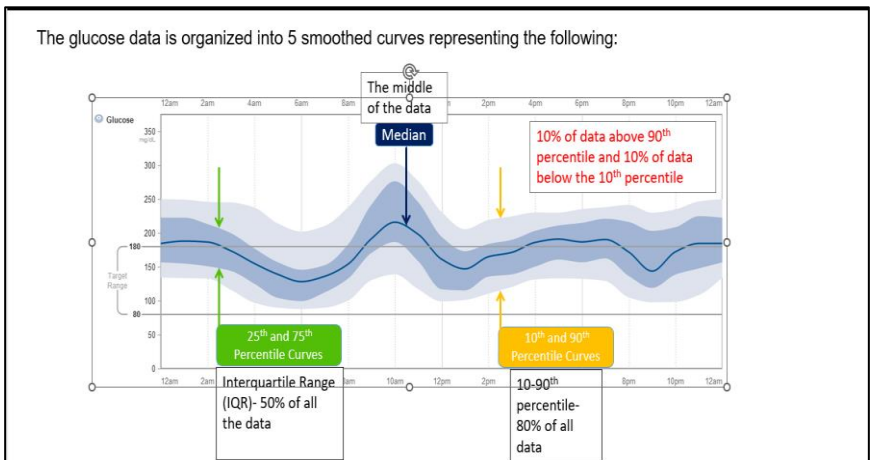 The glucose data is organized into 5 smoothed curves representing the following:
The middle
of the data
12am 2am 4am 6am 8am 2pm 4pm 6pm 8pm 10pm 12am
Glucose
Median
10% of data above 90th
percentile and 10% of data
below the 10th percentile
350
mg/dL
300
250
200
180
150
Target
Range
100
80
50
0
25th and 75th
Percentile Curves
10th and 90th
Percentile Curves
12am 2am 10am 12pm 2pm 8pm 10pm 12am
Interquartile Range
(IQR)- 50% of all
the data
10-90th
percentile-
80% of all
data